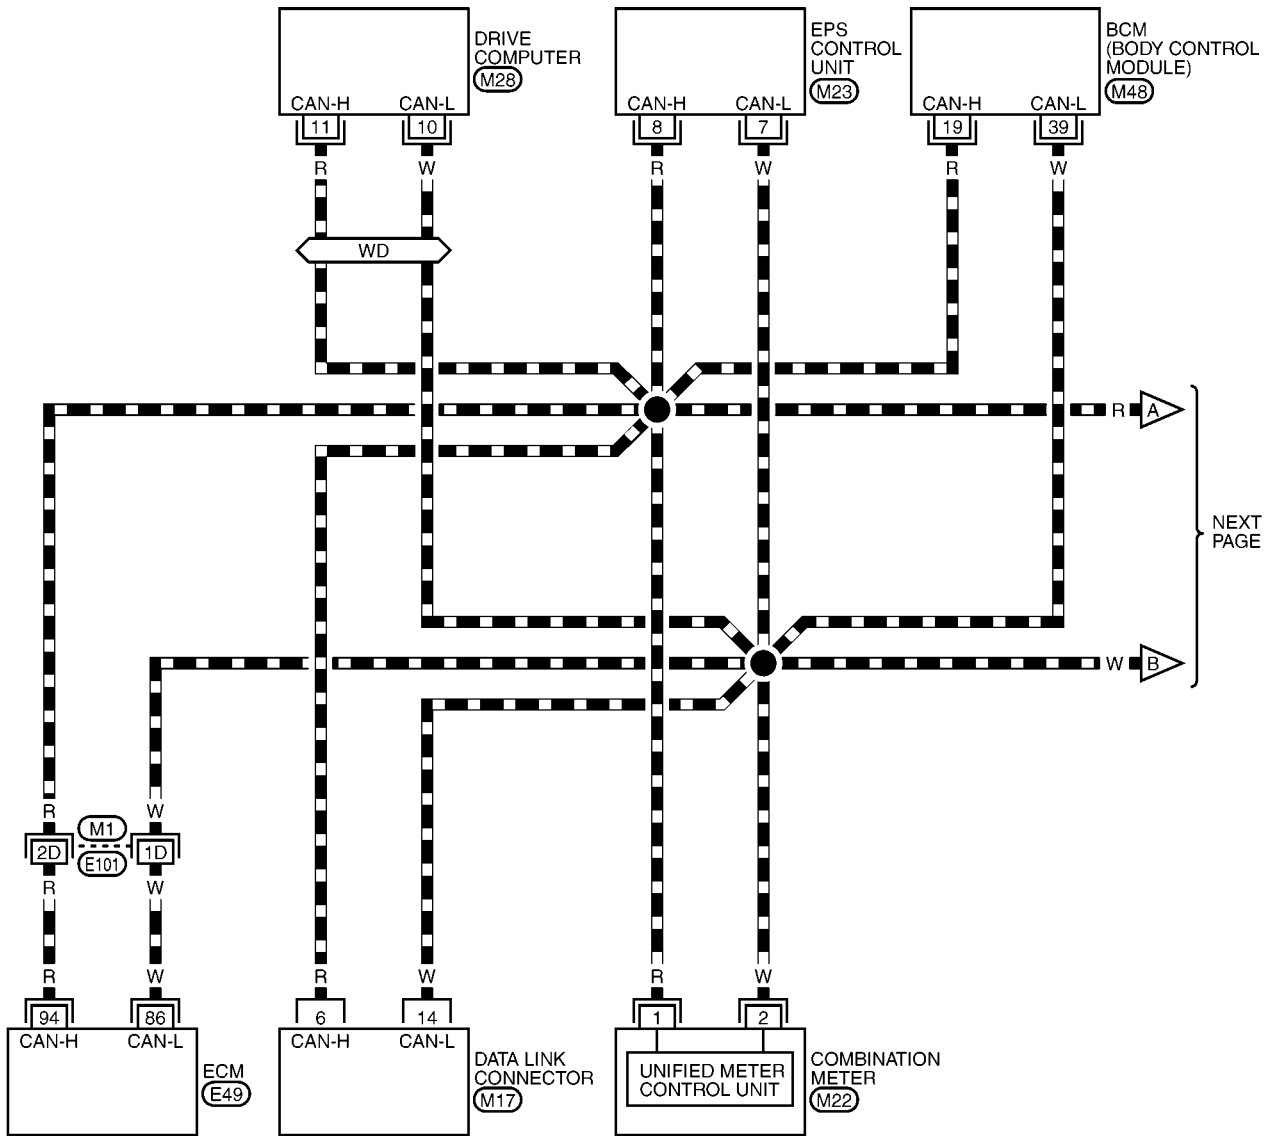 DRIVE
COMPUTER
M28
EPS
CONTROL
UNIT
M23
BCM
(BODY CONTROL
MODULE)
M48
CAN-H CAN-L
CAN-H CAN-L
CAN-H CAN-L
11 10
8 7
19 39
R W R W R W
WD
R A
NEXT
PAGE
W B
R W
M1
2D 1D
E101
R W
R W R W R W
94 86
6 14
1 2
CAN-H CAN-L
CAN-H CAN-L
ECM
E49
DATA LINK
CONNECTOR
M17
UNIFIED METER
CONTROL UNIT
COMBINATION
METER
M22